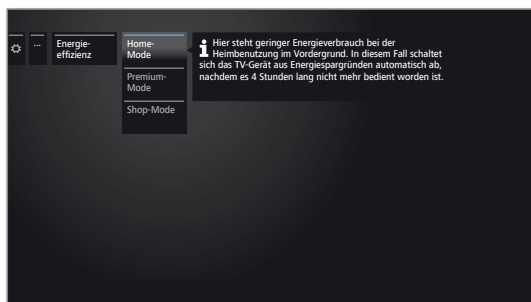 ...
Energie-
effizienz
Home-
Mode
Premium-
Mode
Shop-Mode
i Hier steht geringer Energieverbrauch bei der
Heimbenutzung im Vordergrund. In diesem Fall schaltet
sich das TV-Gerät aus Energiespargründen automatisch ab,
nachdem es 4 Stunden lang nicht mehr bedient worden ist.